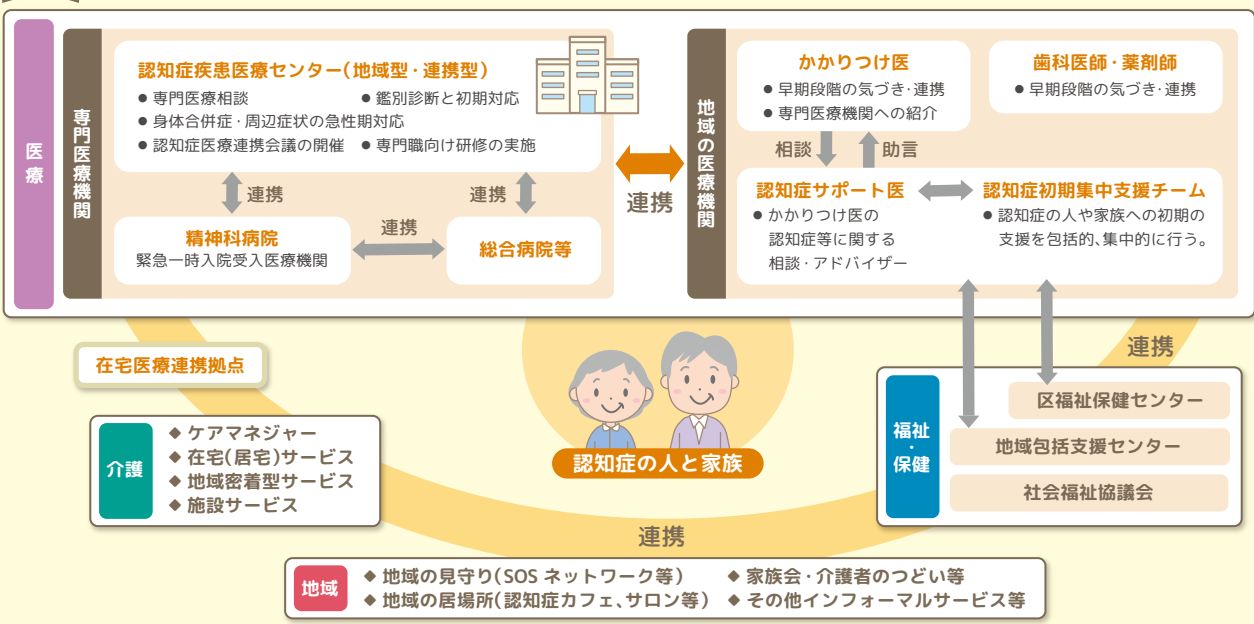 医療
専門医療機関
認知症疾患医療センター(地域型・連携型)
● 専門医療相談
● 鑑別診断と初期対応
● 身体合併症・周辺症状の急性期対応
● 認知症医療連携会議の開催
● 専門職向け研修の実施
連携
連携
精神科病院
緊急一時入院受入医療機関
連携
総合病院等
連携
地域の医療機関
かかりつけ医
● 早期段階の気づき・連携
● 専門医療機関への紹介
歯科医師・薬剤師
● 早期段階の気づき・連携
相談
助言
認知症サポート医
● かかりつけ医の
認知症等に関する
相談・アドバイザー
認知症初期集中支援チーム
● 認知症の人や家族への初期の
支援を包括的、集中的に行う。
在宅医療連携拠点
連携
介護
◆ ケアマネジャー
◆ 在宅(居宅)サービス
◆ 地域密着型サービス
◆ 施設サービス
認知症の人と家族
福祉・保健
区福祉保健センター
地域包括支援センター
社会福祉協議会
連携
地域
◆ 地域の見守り(SOS ネットワーク等)
◆ 家族会・介護者のつどい等
◆ 地域の居場所(認知症カフェ、サロン等)
◆ その他インフォーマルサービス等